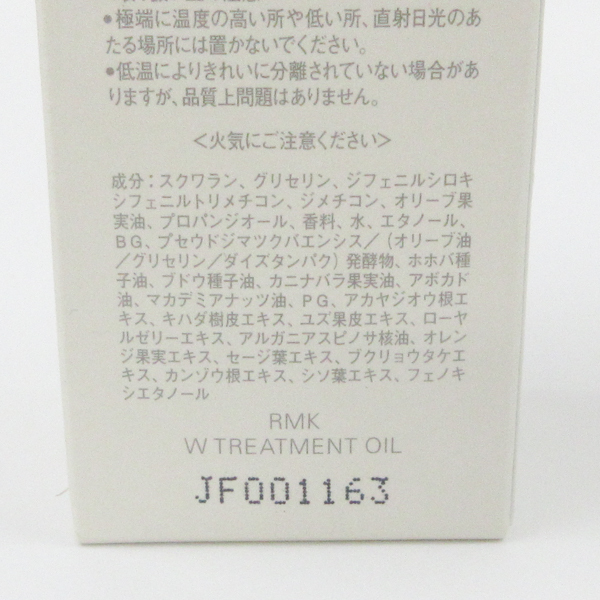 ●極端に温度の高い所や低い所、直射日光のあ
たる場所には置かないでください。
●低温によりきれいに分離されていない場合があ
りますが、品質上問題はありません。
＜火気にご注意ください＞
成分：スクワラン、グリセリン、ジフェニルシロキ
シフェニルトリメチコン、ジメチコン、オリーブ果
実油、プロパンジオール、香料、水、エタノール、
BG、プセウドジマツクバエンシス／（オリーブ油
／グリセリン／ダイズタンパク）発酵物、ホホバ種
子油、ブドウ種子油、カニナバラ果実油、アボカド
油、マカデミアナッツ油、PG、アカヤジオウ根エ
キス、キハダ樹皮エキス、ユズ果皮エキス、ローヤ
ルゼリーエキス、アルガニアスピノサ核油、オレン
ジ果実エキス、セージ葉エキス、ブクリョウタケエ
キス、カンゾウ根エキス、シソ葉エキス、フェノキ
シエタノール
RMK
W TREATMENT OIL
JF001163